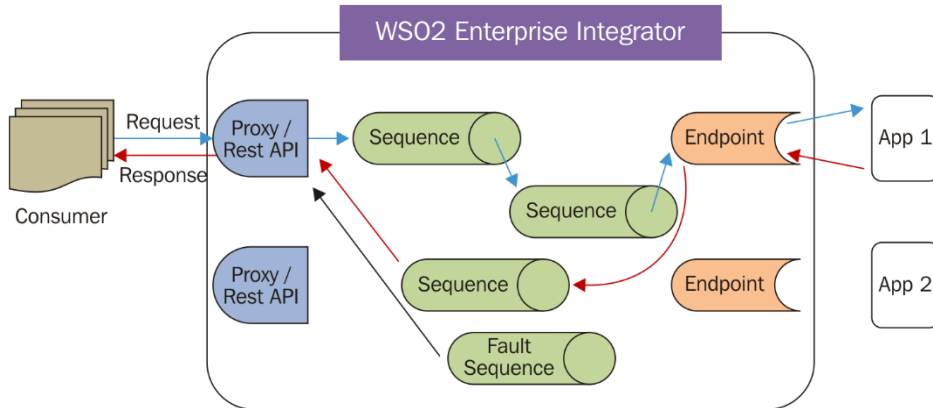 WSO2 Enterprise Integrator
Request
Response
Consumer
Proxy /
Rest API
Sequence
Sequence
Endpoint
App 1
Proxy /
Rest API
Sequence
Endpoint
App 2
Fault
Sequence